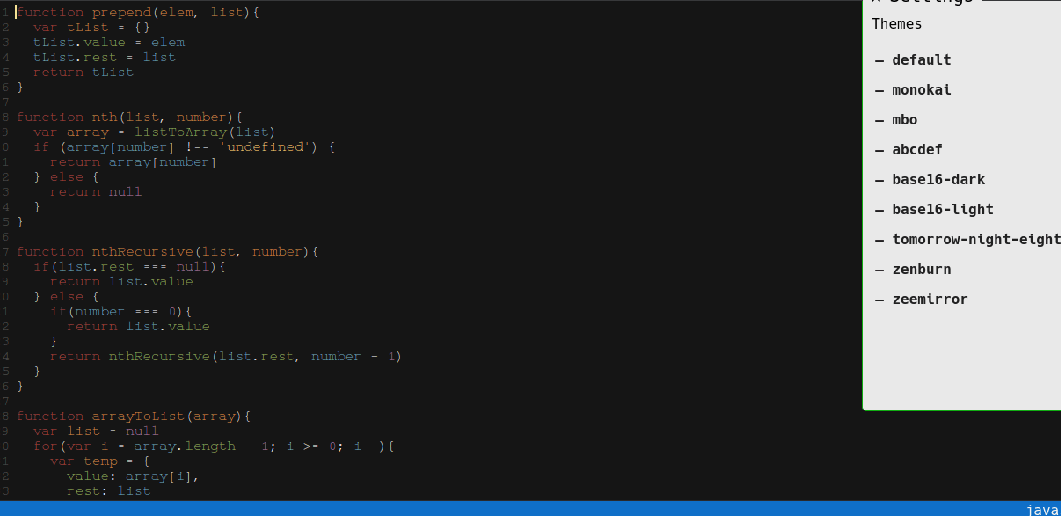 1 function prepend(elem, list){
2 var tList = {}
3 tList.value = elem
4 tList.rest = list
5 return tList
6 }
7
8 function nth(list, number){
9 var array = listToArray(list)
0 if (array[number] !== 'undefined') {
1 return array[number]
2 } else {
3 return null
4 }
5 }
6
7 function nthRecursive(list, number){
8 if(list.rest === null){
9 return list.value
0 } else {
1 if(number === 0){
2 return list.value
3 }
4 return nthRecursive(list.rest, number - 1)
5 }
6 }
7
8 function arrayToList(array){
9 var list = null
0 for(var i = array.length 1; i >= 0; i ){
1 var temp = {
2 value: array[i],
3 rest: list
Themes
– default
– monokai
– mbo
– abcdef
– base16-dark
– base16-light
– tomorrow-night-eight
– zenburn
– zeemirror
java